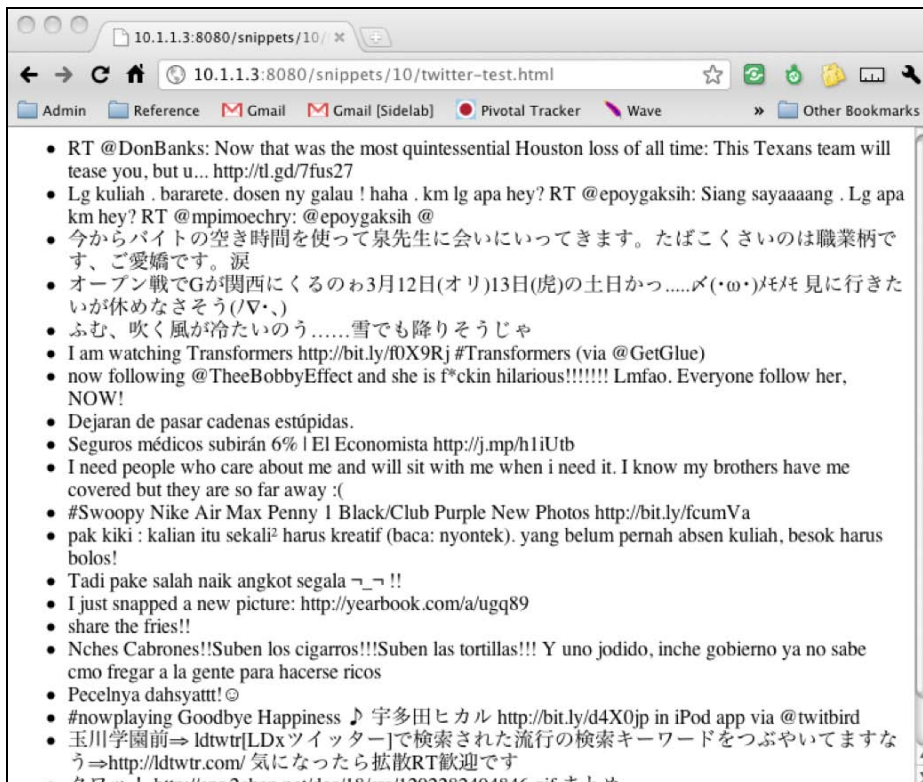 10.1.1.3:8080/snippets/10/
10.1.1.3:8080/snippets/10/twitter-test.html
Admin Reference Gmail Gmail [Sidelab] Pivotal Tracker Wave » Other Bookmarks
• RT @DonBanks: Now that was the most quintessential Houston loss of all time: This Texans team will
tease you, but u... http://tl.gd/7fus27
• Lg kuliah . bararete. dosen ny galau ! haha . km lg apa hey? RT @epoygaksih: Siang sayaaaang . Lg apa
km hey? RT @mpimoechry: @epoygaksih @
• 今からバイトの空き時間を使って泉先生に会いにいってきます。たばこくさいのは職業柄で
す、ご愛嬌です。涙
• オープン戦でGが関西にくるのゎ3月12日(オリ)13日(虎)の土日かっ.....〆(・ω・)ﾒﾓﾒﾓ 見に行きた
いが休めなさそう(ﾉ∇・、)
• ふむ、吹く風が冷たいのう……雪でも降りそうじゃ
• I am watching Transformers http://bit.ly/f0X9Rj #Transformers (via @GetGlue)
• now following @TheeBobbyEffect and she is f*ckin hilarious!!!!!!! Lmfao. Everyone follow her,
NOW!
• Dejaran de pasar cadenas estúpidas.
• Seguros médicos subirán 6% | El Economista http://j.mp/h1iUtb
• I need people who care about me and will sit with me when i need it. I know my brothers have me
covered but they are so far away :(
• #Swoopy Nike Air Max Penny 1 Black/Club Purple New Photos http://bit.ly/fcumVa
• pak kiki : kalian itu sekali² harus kreatif (baca: nyontek). yang belum pernah absen kuliah, besok harus
bolos!
• Tadi pake salah naik angkot segala ¬_¬ !!
• I just snapped a new picture: http://yearbook.com/a/ugq89
• share the fries!!
• Nches Cabrones!!Suben los cigarros!!!Suben las tortillas!!! Y uno jodido, inche gobierno ya no sabe
cmo fregar a la gente para hacerse ricos
• Pecelnya dahsyattt!☺
• #nowplaying Goodbye Happiness ♪ 宇多田ヒカル http://bit.ly/d4X0jp in iPod app via @twitbird
• 玉川学園前⇒ ldtwtr[LDxツイッター]で検索された流行の検索キーワードをつぶやいてますな
う⇒http://ldtwtr.com/ 気になったら拡散RT歓迎です